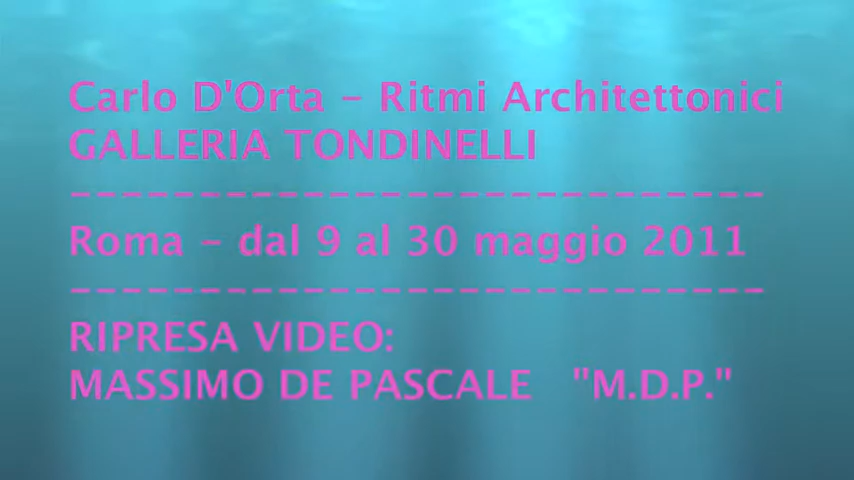 Carlo D'Orta - Ritmi Architettonici
GALLERIA TONDINELLI
---------------------------
Roma - dal 9 al 30 maggio 2011
---------------------------
RIPRESA VIDEO:
MASSIMO DE PASCALE "M.D.P."